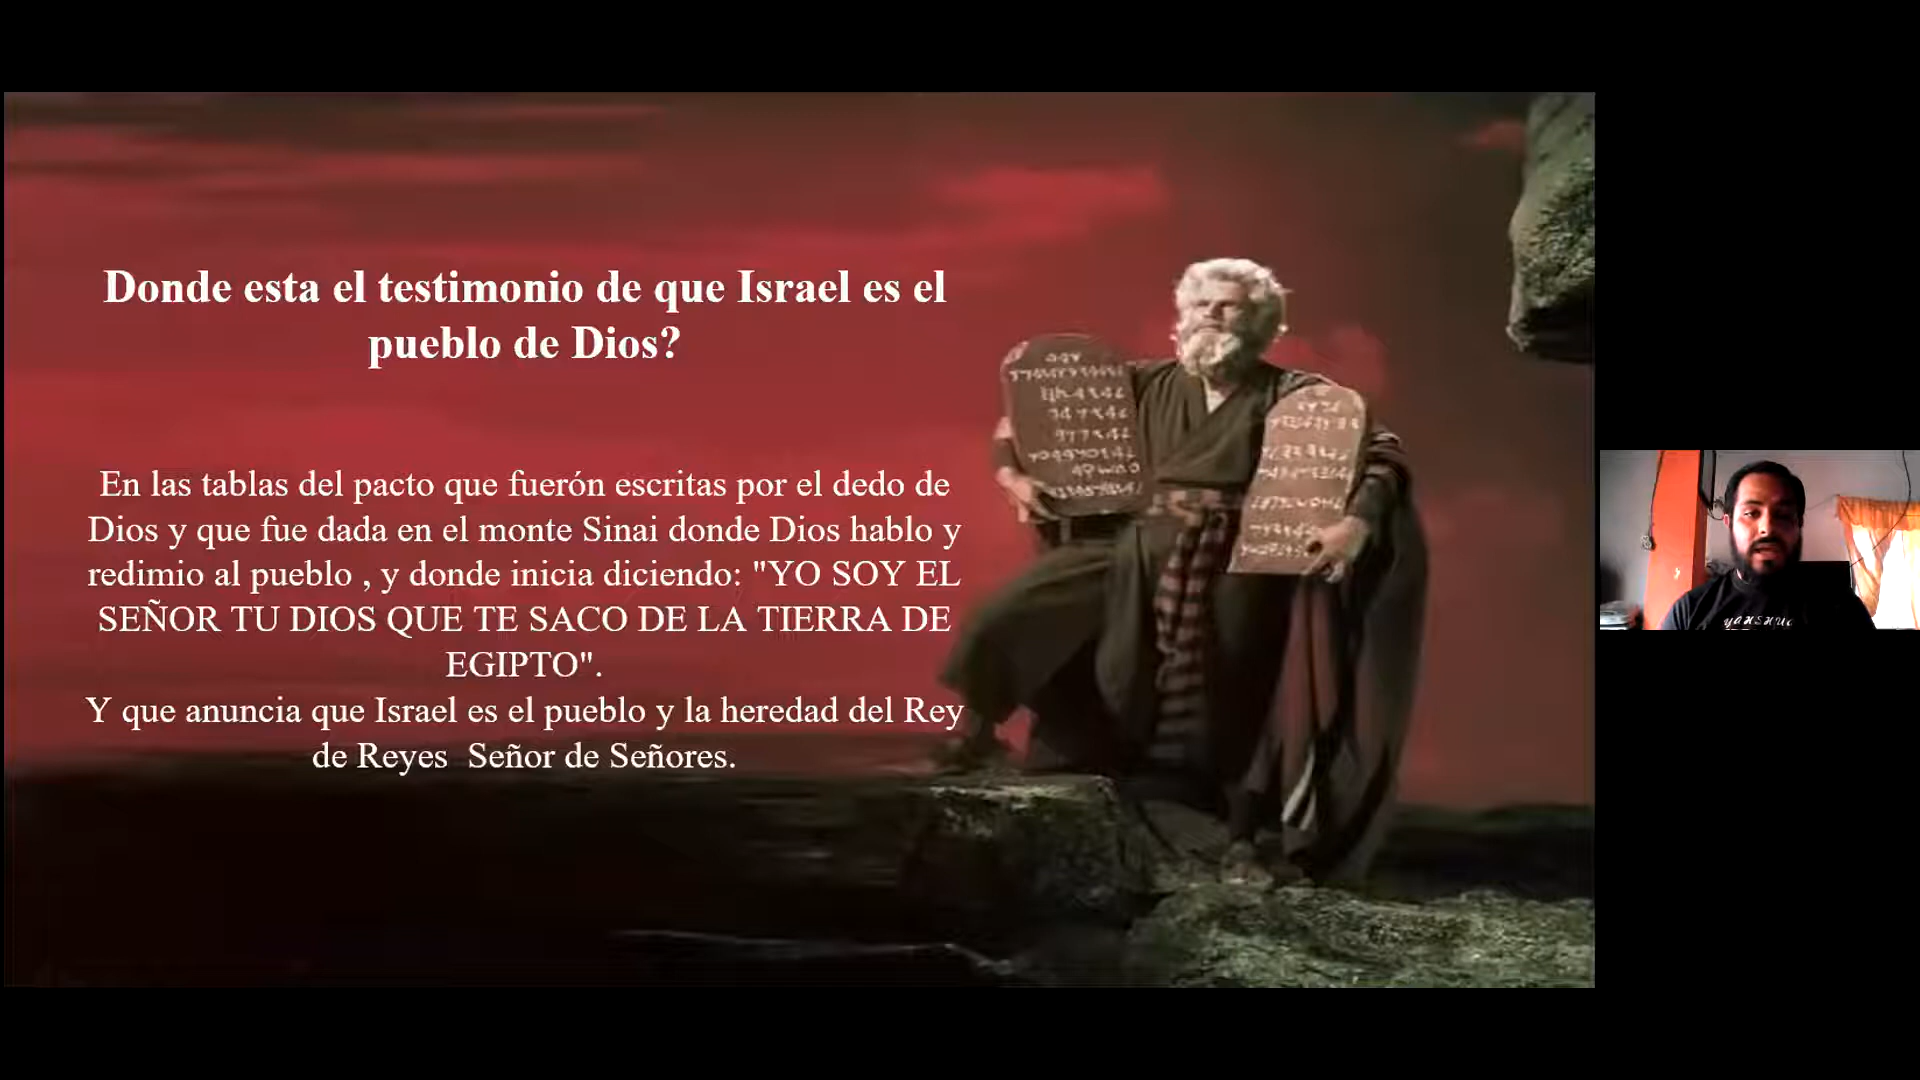 Donde esta el testimonio de que Israel es el
pueblo de Dios?
En las tablas del pacto que fuerón escritas por el dedo de
Dios y que fue dada en el monte Sinai donde Dios hablo y
redimio al pueblo , y donde inicia diciendo: "YO SOY EL
SEÑOR TU DIOS QUE TE SACO DE LA TIERRA DE
EGIPTO".
Y que anuncia que Israel es el pueblo y la heredad del Rey
de Reyes  Señor de Señores.